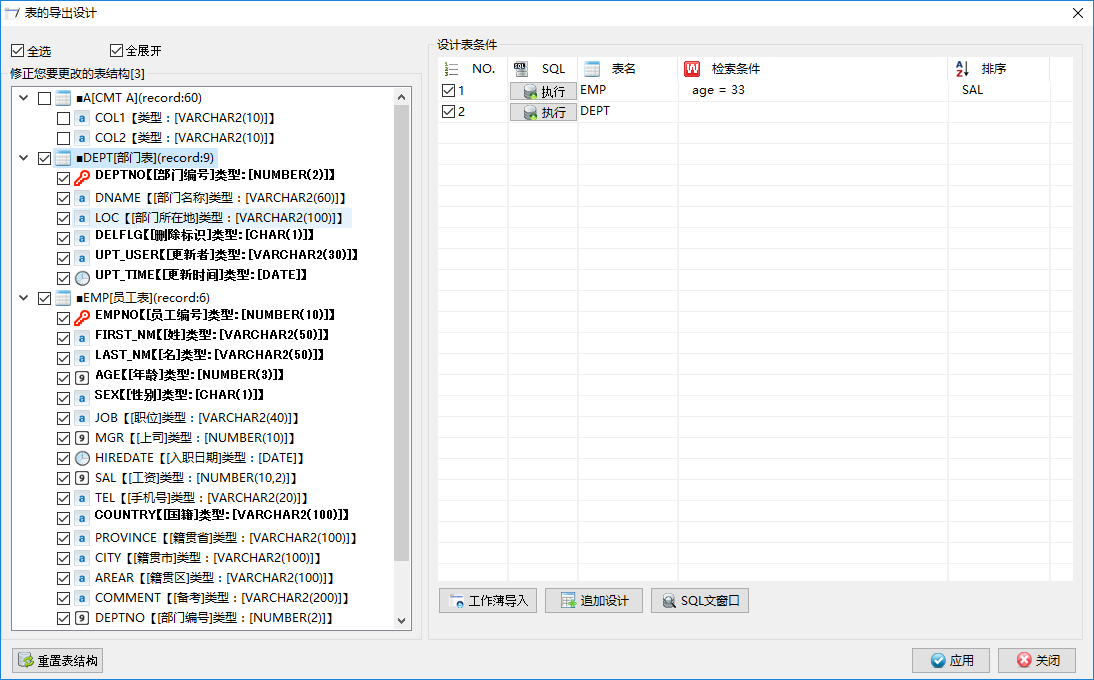 表的导出设计
全选
全展开
修正您要更改的表结构[3]
■A[CMT A](record:60)
COL1【类型：[VARCHAR2(10)]】
COL2【类型：[VARCHAR2(10)]】
■DEPT[部门表](record:9)
DEPTNO【[部门编号]类型：[NUMBER(2)]】
DNAME【[部门名称]类型：[VARCHAR2(60)]】
LOC【[部门所在地]类型：[VARCHAR2(100)]】
DELFLG【[删除标识]类型：[CHAR(1)]】
UPT_USER【[更新者]类型：[VARCHAR2(30)]】
UPT_TIME【[更新时间]类型：[DATE]】
■EMP[员工表](record:6)
EMPNO【[员工编号]类型：[NUMBER(10)]】
FIRST_NM【[姓]类型：[VARCHAR2(50)]】
LAST_NM【[名]类型：[VARCHAR2(50)]】
AGE【[年龄]类型：[NUMBER(3)]】
SEX【[性别]类型：[CHAR(1)]】
JOB【[职位]类型：[VARCHAR2(40)]】
MGR【[上司]类型：[NUMBER(10)]】
HIREDATE【[入职日期]类型：[DATE]】
SAL【[工资]类型：[NUMBER(10,2)]】
TEL【[手机号]类型：[VARCHAR2(20)]】
COUNTRY【[国籍]类型：[VARCHAR2(100)]】
PROVINCE【[籍贯省]类型：[VARCHAR2(100)]】
CITY【[籍贯市]类型：[VARCHAR2(100)]】
AREAR【[籍贯区]类型：[VARCHAR2(100)]】
COMMENT【[备考]类型：[VARCHAR2(200)]】
DEPTNO【[部门编号]类型：[NUMBER(2)]】
重置表结构
设计表条件
NO. SQL 表名 检索条件 排序
1 执行 EMP age = 33 SAL
2 执行 DEPT
工作薄导入 追加设计 SQL文窗口
应用 关闭